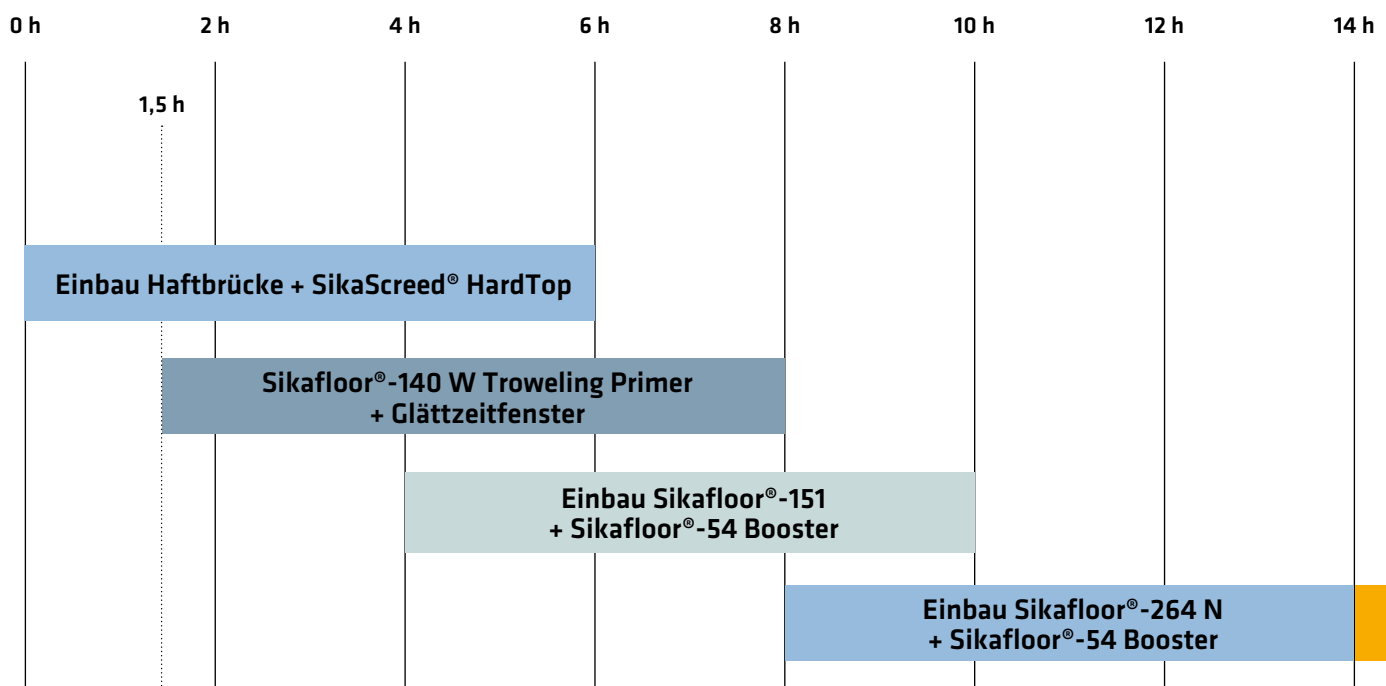 0 h
2 h
4 h
6 h
8 h
10 h
12 h
14 h
1,5 h
Einbau Haftbrücke + SikaScreed® HardTop
Sikafloor®-140 W Troweling Primer
+ Glättzeitfenster
Einbau Sikafloor®-151
+ Sikafloor®-54 Booster
Einbau Sikafloor®-264 N
+ Sikafloor®-54 Booster